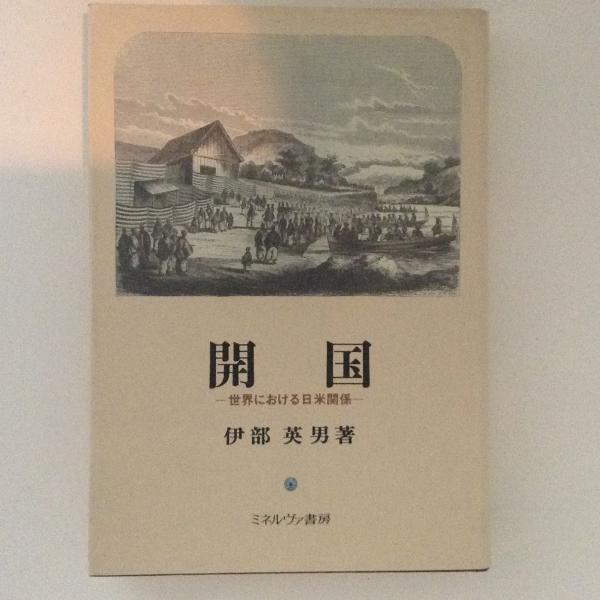 開国
―世界における日米関係―
伊部 英男著
ミネルヴァ書房